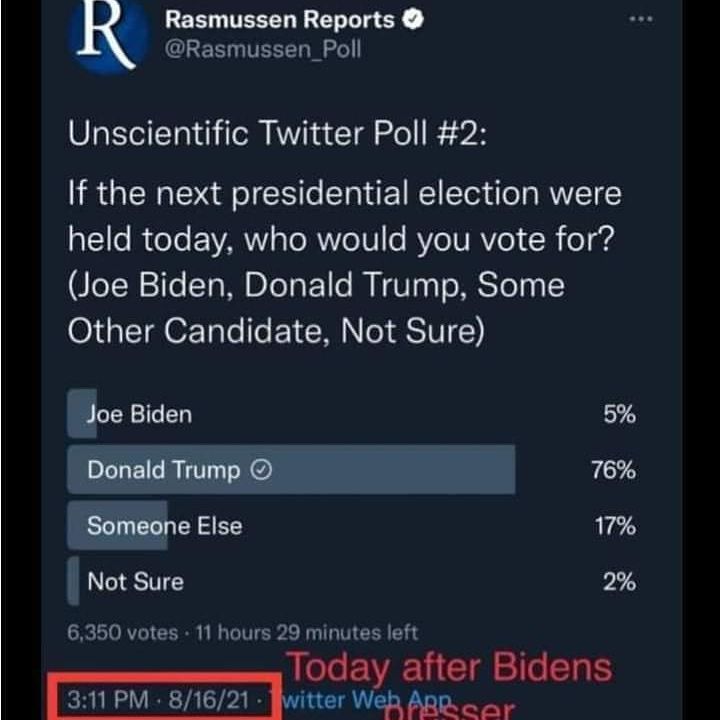 R
Rasmussen Reports
@Rasmussen_Poll
Unscientific Twitter Poll #2:
If the next presidential election were
held today, who would you vote for?
(Joe Biden, Donald Trump, Some
Other Candidate, Not Sure)
Joe Biden 5%
Donald Trump 76%
Someone Else 17%
Not Sure 2%
6,350 votes · 11 hours 29 minutes left
Today after Bidens
3:11 PM · 8/16/21 · Twitter Web App
presser